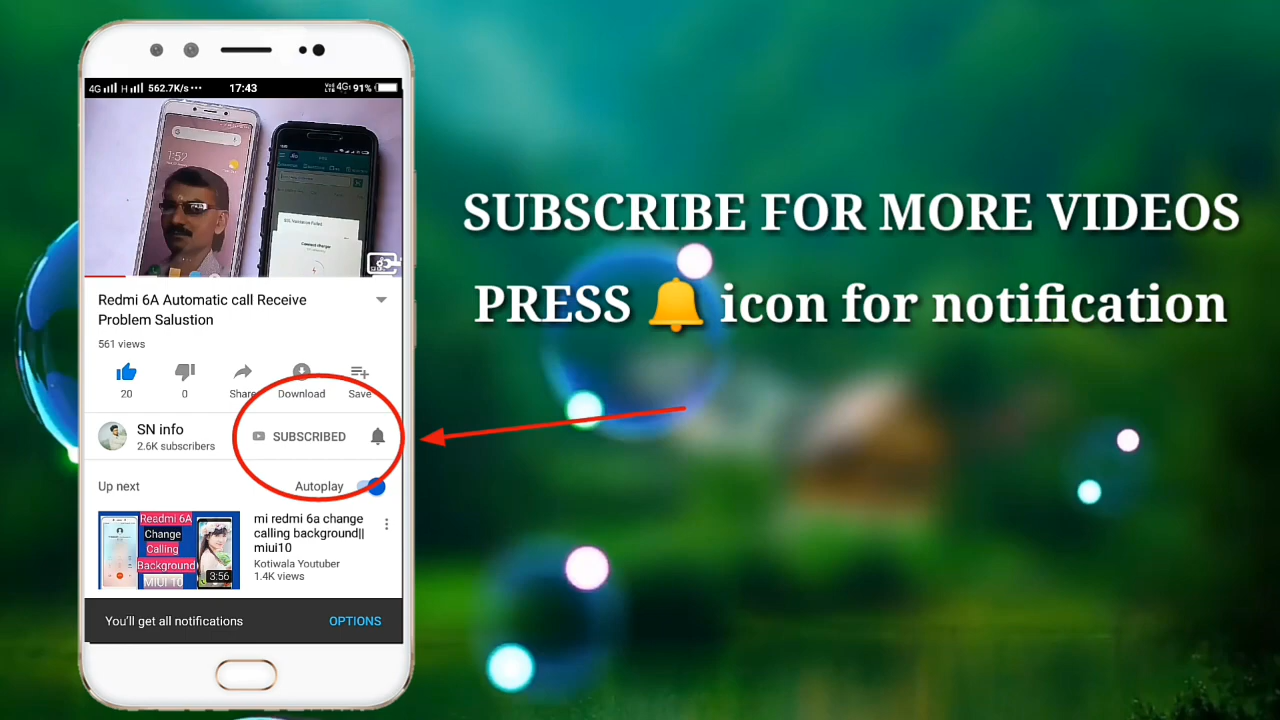 4G H 562.7K/s ··· 17:43 VoLTE 4G 91%
1:52
Redmi 6A Automatic call Receive
Problem Salustion
561 views
20 0 Share Download Save
SN info
2.6K subscribers
SUBSCRIBED
Up next Autoplay
Readmi 6A
Change
Calling
Background
MIUI 10
3:56
mi redmi 6a change
calling background||
miui10
Kotiwala Youtuber
1.4K views
You'll get all notifications OPTIONS
SUBSCRIBE FOR MORE VIDEOS
PRESS 🔔 icon for notification